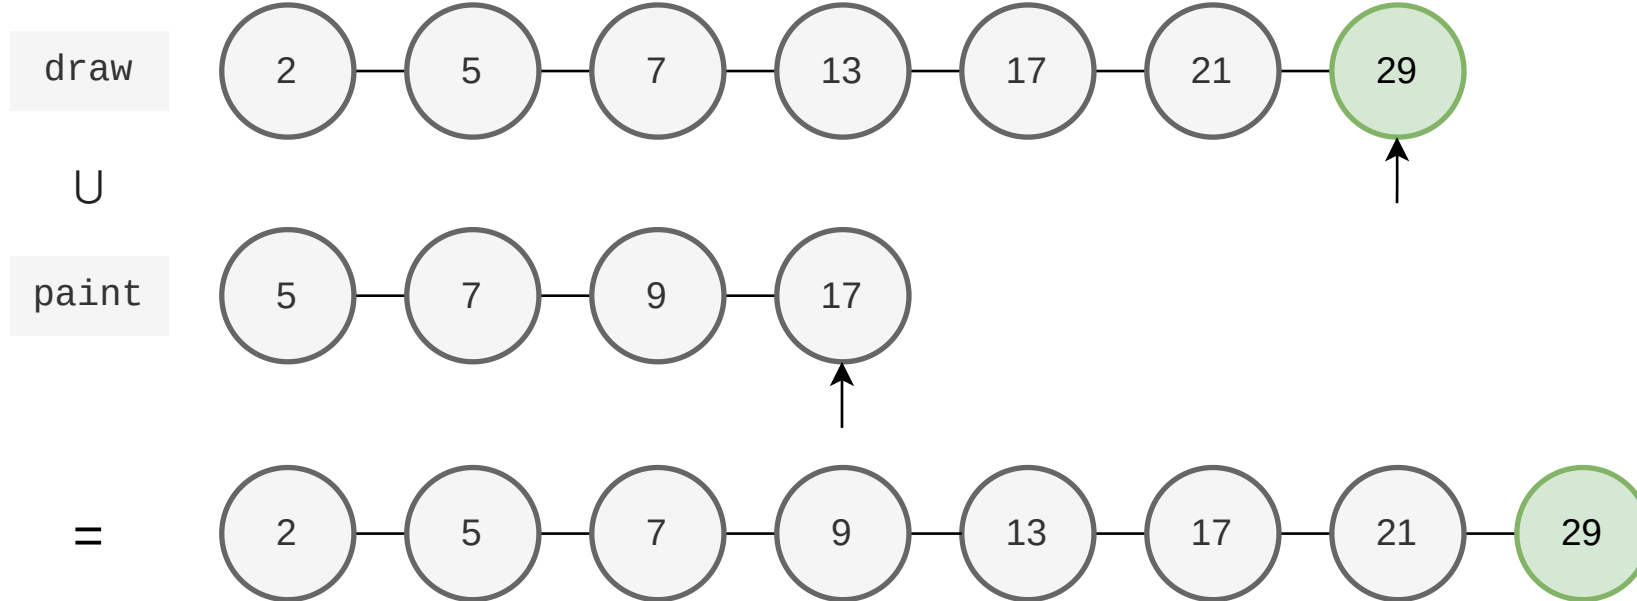 draw 2 5 7 13 17 21 29
∪
paint 5 7 9 17
= 2 5 7 9 13 17 21 29